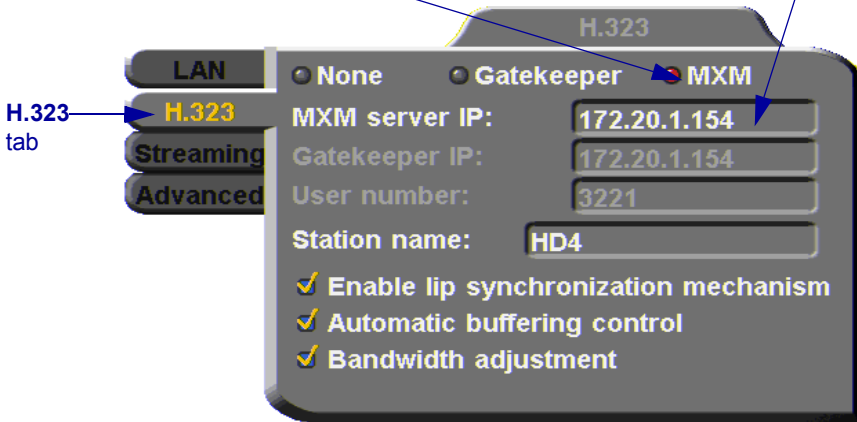 H.323
LAN
None Gatekeeper MXM
H.323
tab
H.323
MXM server IP: 172.20.1.154
Streaming
Gatekeeper IP: 172.20.1.154
Advanced
User number: 3221
Station name: HD4
Enable lip synchronization mechanism
Automatic buffering control
Bandwidth adjustment